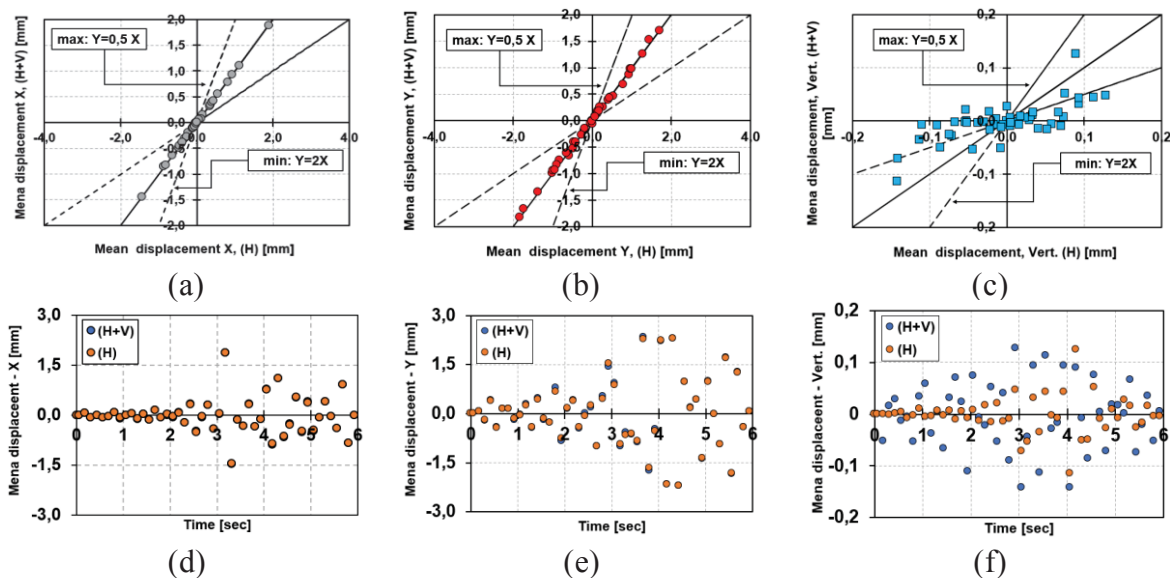 Mena displacement X, (H+V) [mm]
2,0
1,5
1,0
0,5
0,0
-0,5
-1,0
-1,5
-2,0
-4,0
-2,0
0,0
2,0
4,0
max: Y=0,5 X
min: Y=2X
Mean displacement X, (H) [mm]
(a)
Mena displacement Y, (H+V) [mm]
2,0
1,5
1,0
0,5
0,0
-0,5
-1,0
-1,5
-2,0
-4,0
-2,0
0,0
2,0
4,0
max: Y=0,5 X
min: Y=2X
Mean displacement Y, (H) [mm]
(b)
Mena displacement, Vert. (H+V)
[mm]
0,2
0,1
0,0
-0,1
-0,2
-0,2
0,0
0,2
max: Y=0,5 X
min: Y=2X
Mean displacement, Vert. (H) [mm]
(c)
Mena displaceent - X [mm]
3,0
1,5
0,0
-1,5
-3,0
(H+V)
(H)
0 1 2 3 4 5 6
Time [sec]
(d)
Mena displaceent - Y [mm]
3,0
1,5
0,0
-1,5
-3,0
(H+V)
(H)
0 1 2 3 4 5 6
Time [sec]
(e)
Mena displaceent - Vert. [mm]
0,2
0,1
0
-0,1
-0,2
(H+V)
(H)
0 1 2 3 4 5 6
Time [sec]
(f)